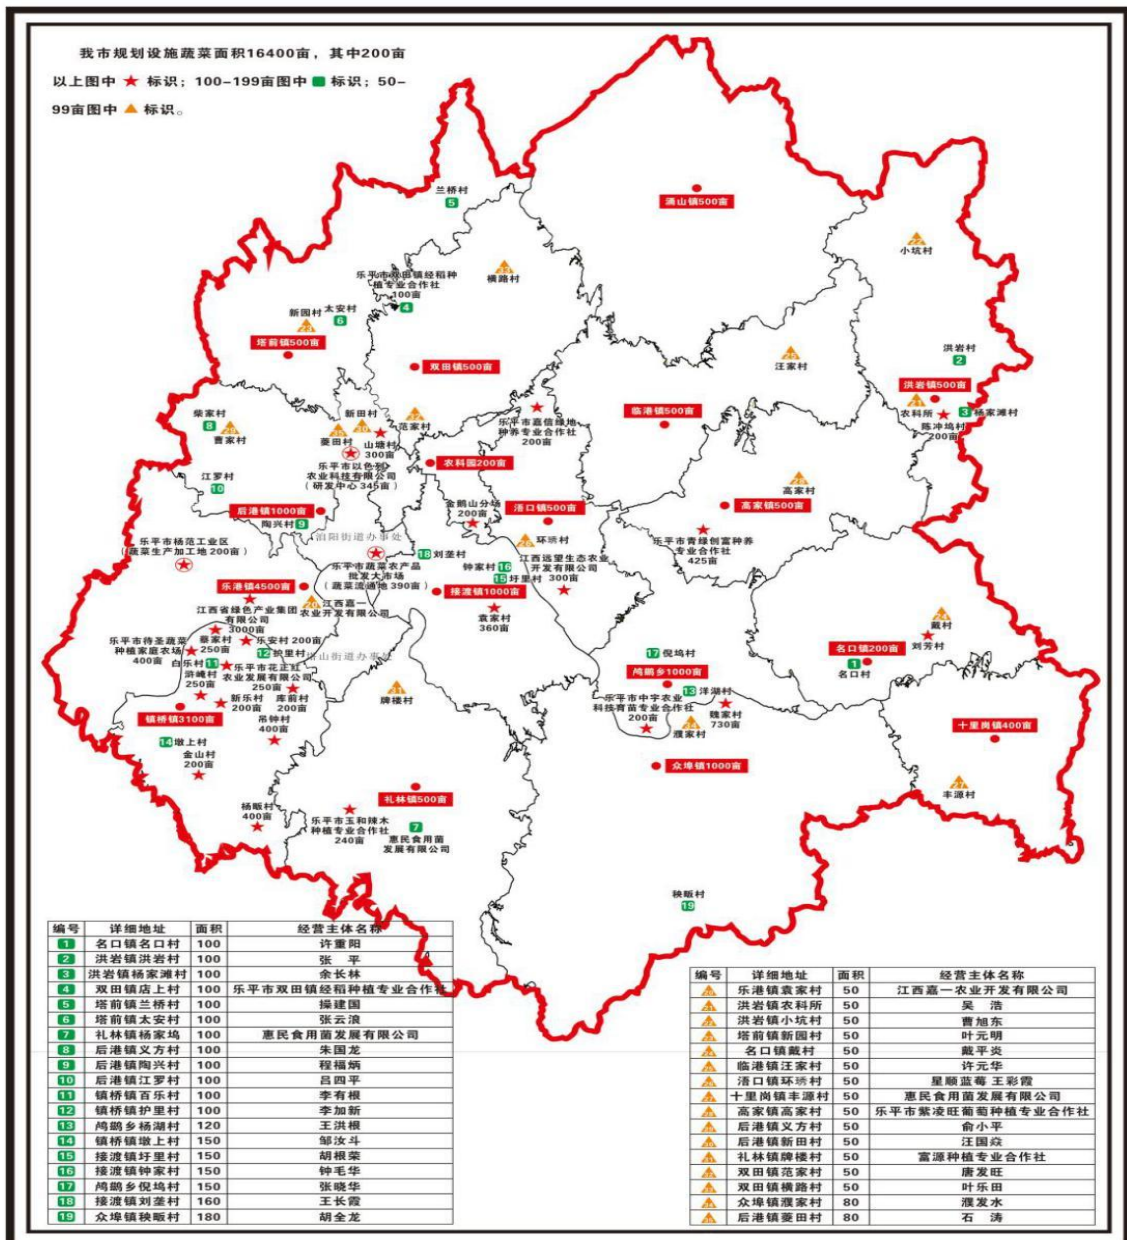 我市规划设施蔬菜面积16400亩，其中200亩
以上图中 ★ 标识；100-199亩图中 ■ 标识；50-
99亩图中 ▲ 标识。
兰桥村
5
涌山镇500亩
22
小坑村
33
横路村
乐平市双田镇经稻种
植专业合作社
100亩
4
新园村
23
太安村
6
塔前镇500亩
双田镇500亩
25
汪家村
洪岩村
2
洪岩镇500亩
21
农科所
3 杨家滩村
陈冲坞村
200亩
临港镇500亩
乐平市嘉信绿地
种养专业合作社
200亩
柴家村
8
29
曹家村
新田村
30
35
菱田村
32
范家村
山塘村
300亩
乐平市以色列
农业科技有限公司
（研发中心 345亩）
农科园200亩
江罗村
10
28
高家村
高家镇500亩
后港镇1000亩
陶兴村 9
金鹅山分场
200亩
浯口镇500亩
洎阳街道办事处
26 环琇村
乐平市青绿创富种养
专业合作社
425亩
乐平市杨范工业区
（蔬菜生产加工地 200亩）
18 刘垄村
乐平市蔬菜农产品
批发大市场
（蔬菜流通地 390亩）
钟家村 16
15 圩里村
江西远望生态农业
开发有限公司
300亩
乐港镇4500亩
接渡镇1000亩
20 江西嘉一
农业开发有限公司
袁家村
360亩
江西省绿色产业集团
有限公司
3000亩
24
戴村
刘芳村
乐平市待圣蔬菜
种植家庭农场
400亩
蔡家村
250亩
乐安村 200亩
12 护里村
塔山街道办事处
17 倪坞村
名口镇200亩
1
名口村
白乐村 11
乐平市花正红
农业发展有限公司
250亩
浒崦村
250亩
新乐村
200亩
库前村
200亩
31
牌楼村
鸬鹚乡1000亩
13 洋湖村
乐平市中宇农业
科技育苗专业合作社
200亩
魏家村
730亩
34
濮家村
镇桥镇3100亩
吊钟村
400亩
十里岗镇400亩
14 墩上村
金山村
200亩
众埠镇1000亩
27
丰源村
礼林镇500亩
杨畈村
400亩
乐平市玉和辣木
种植专业合作社
240亩
7
惠民食用菌
发展有限公司
秧畈村
19
编号 详细地址 面积 经营主体名称
1 名口镇名口村 100 许重阳
2 洪岩镇洪岩村 100 张 平
3 洪岩镇杨家滩村 100 余长林
4 双田镇店上村 100 乐平市双田镇经稻种植专业合作社
5 塔前镇兰桥村 100 操建国
6 塔前镇太安村 100 张云浪
7 礼林镇杨家坞 100 惠民食用菌发展有限公司
8 后港镇义方村 100 朱国龙
9 后港镇陶兴村 100 程福炳
10 后港镇江罗村 100 吕四平
11 镇桥镇百乐村 100 李有根
12 镇桥镇护里村 100 李加新
13 鸬鹚乡杨湖村 120 王洪根
14 镇桥镇墩上村 150 邹汝斗
15 接渡镇圩里村 150 胡根荣
16 接渡镇钟家村 150 钟毛华
17 鸬鹚乡倪坞村 150 张晓华
18 接渡镇刘垄村 160 王长霞
19 众埠镇秧畈村 180 胡全龙
编号 详细地址 面积 经营主体名称
20 乐港镇袁家村 50 江西嘉一农业开发有限公司
21 洪岩镇农科所 50 吴 浩
22 洪岩镇小坑村 50 曹旭东
23 塔前镇新园村 50 叶元明
24 名口镇戴村 50 戴平炎
25 临港镇汪家村 50 许元华
26 浯口镇环琇村 50 星顺蓝莓 王彩霞
27 十里岗镇丰源村 50 惠民食用菌发展有限公司
28 高家镇高家村 50 乐平市紫凌旺葡萄种植专业合作社
29 后港镇义方村 50 俞小平
30 后港镇新田村 50 汪国焱
31 礼林镇牌楼村 50 富源种植专业合作社
32 双田镇范家村 50 唐发旺
33 双田镇横路村 50 叶乐田
34 众埠镇濮家村 80 濮发水
35 后港镇菱田村 80 石 涛